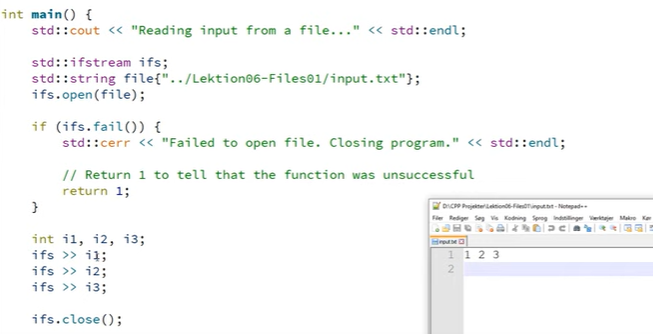 int main() {
std::cout << "Reading input from a file..." << std::endl;
std::ifstream ifs;
std::string file{"../Lektion06-Files01/input.txt"};
ifs.open(file);
if (ifs.fail()) {
std::cerr << "Failed to open file. Closing program." << std::endl;
// Return 1 to tell that the function was unsuccessful
return 1;
}
int i1, i2, i3;
ifs >> i1;
ifs >> i2;
ifs >> i3;
ifs.close();
D:\CPP Projekter\Lektion06-Files01\input.txt - Notepad++
Filer Rediger Søg Vis Kodning Sprog Indstillinger Værktøjer Makro Kør
input.txt
1 1 2 3
2